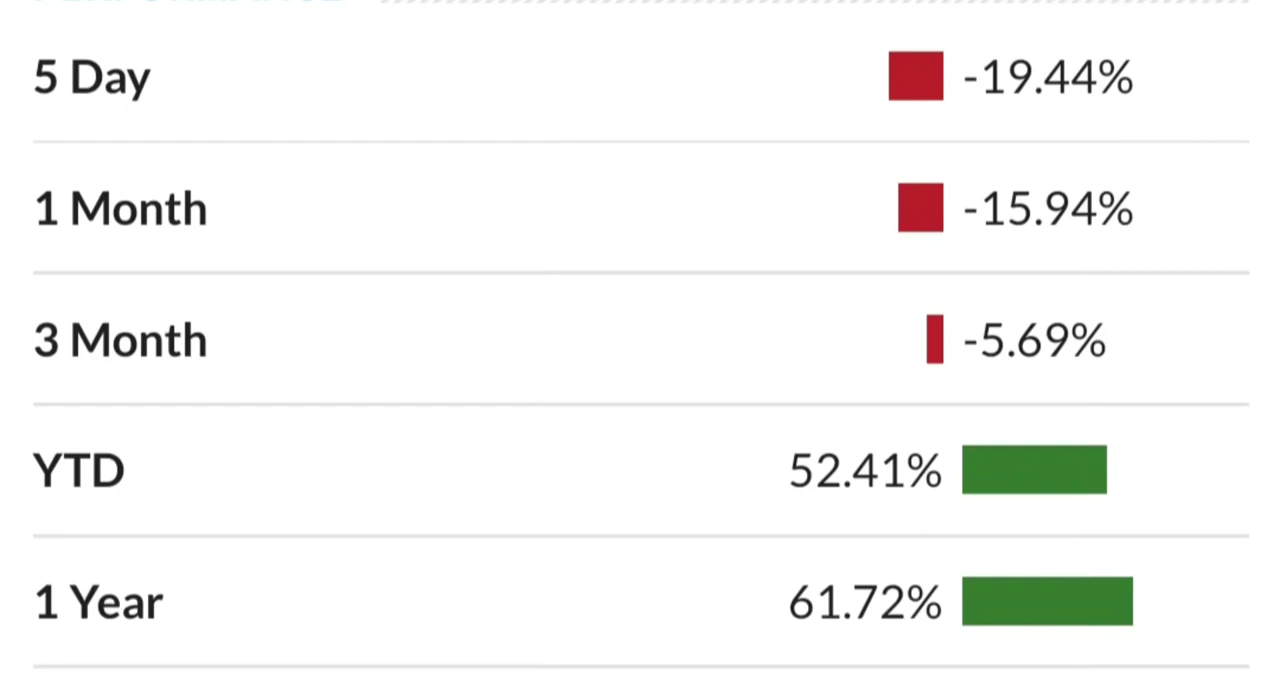 5 Day -19.44%
1 Month -15.94%
3 Month -5.69%
YTD 52.41%
1 Year 61.72%